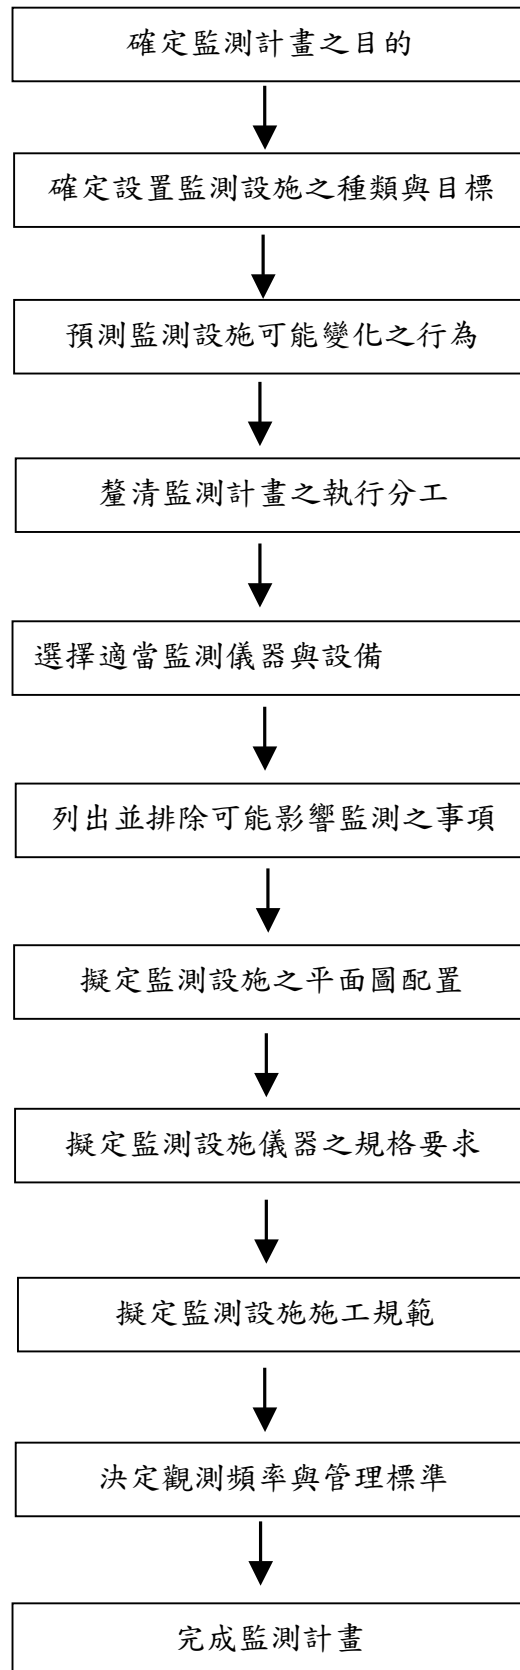 確定監測計畫之目的
確定設置監測設施之種類與目標
預測監測設施可能變化之行為
釐清監測計畫之執行分工
選擇適當監測儀器與設備
列出並排除可能影響監測之事項
擬定監測設施之平面圖配置
擬定監測設施儀器之規格要求
擬定監測設施施工規範
決定觀測頻率與管理標準
完成監測計畫